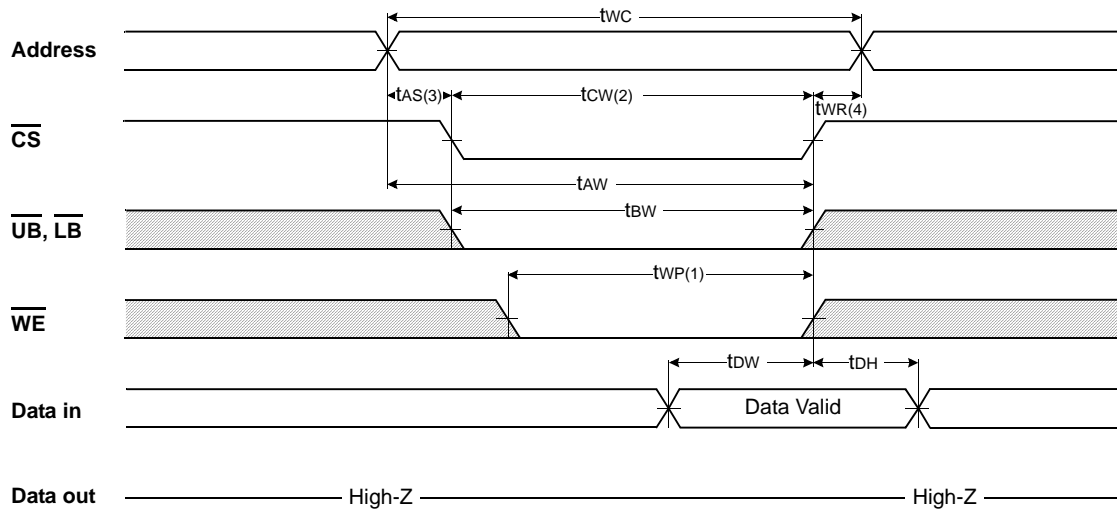 tWC
Address
tAS(3) tCW(2) tWR(4)
CS
tAW
UB, LB
tBW
tWP(1)
WE
tDW tDH
Data in Data Valid
Data out High-Z High-Z